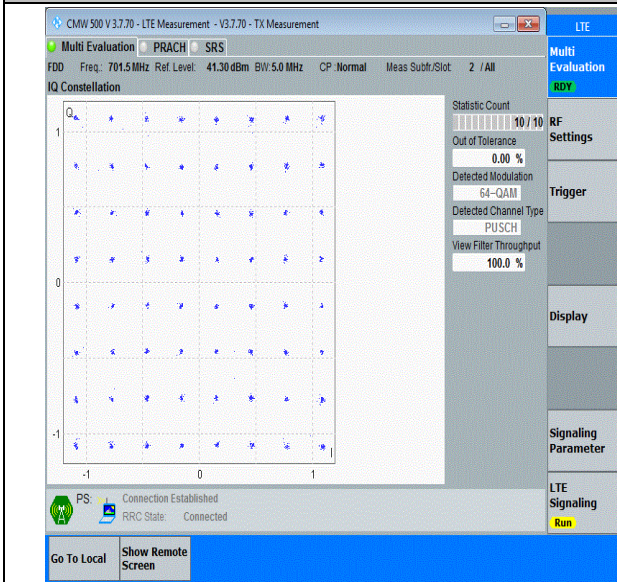 CMW 500 V 3.7.70 - LTE Measurement - V3.7.70 - TX Measurement
LTE
Multi Evaluation PRACH SRS
Multi
Evaluation
RDY
FDD Freq.: 701.5 MHz Ref. Level: 41.30 dBm BW: 5.0 MHz CP :Normal Meas Subfr./Slot: 2 / All
IQ Constellation
Statistic Count
10 / 10
Out of Tolerance
0.00 %
Detected Modulation
64-QAM
Detected Channel Type
PUSCH
View Filter Throughput
100.0 %
Q
1
0
-1
I
-1 0 1
RF
Settings
Trigger
Display
Signaling
Parameter
LTE
Signaling
Run
PS: Connection Established
RRC State: Connected
Go To Local
Show Remote
Screen